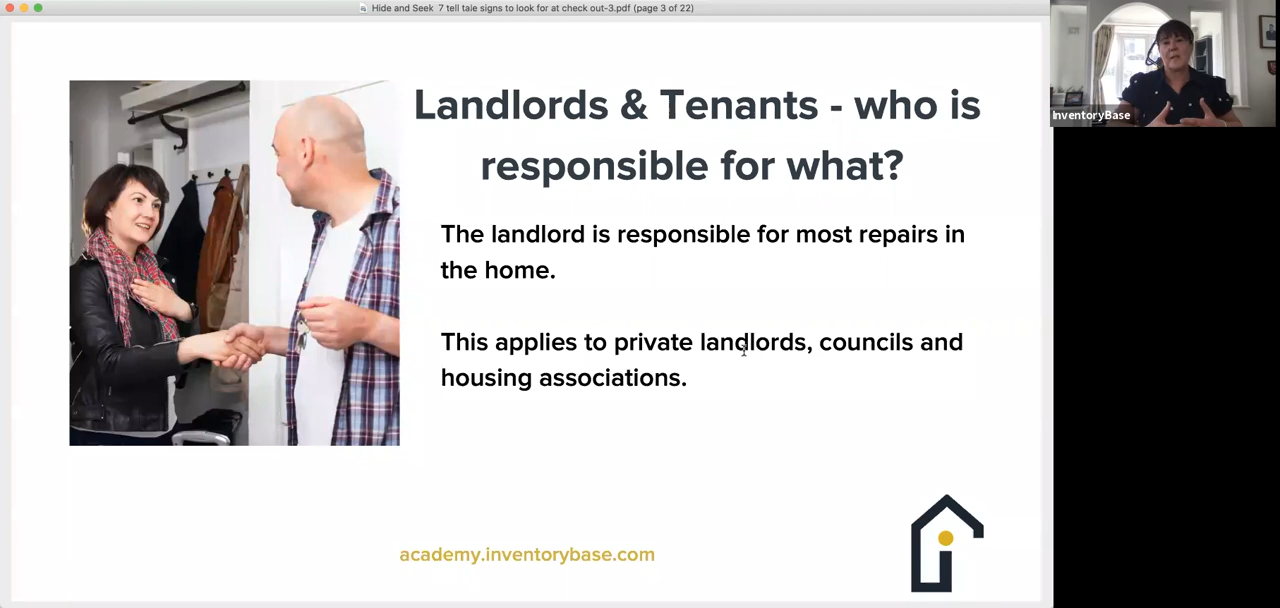 Hide and Seek  7 tell tale signs to look for at check out-3.pdf (page 3 of 22)
Landlords & Tenants - who is
responsible for what?
The landlord is responsible for most repairs in
the home.
This applies to private landlords, councils and
housing associations.
academy.inventorybase.com
InventoryBase